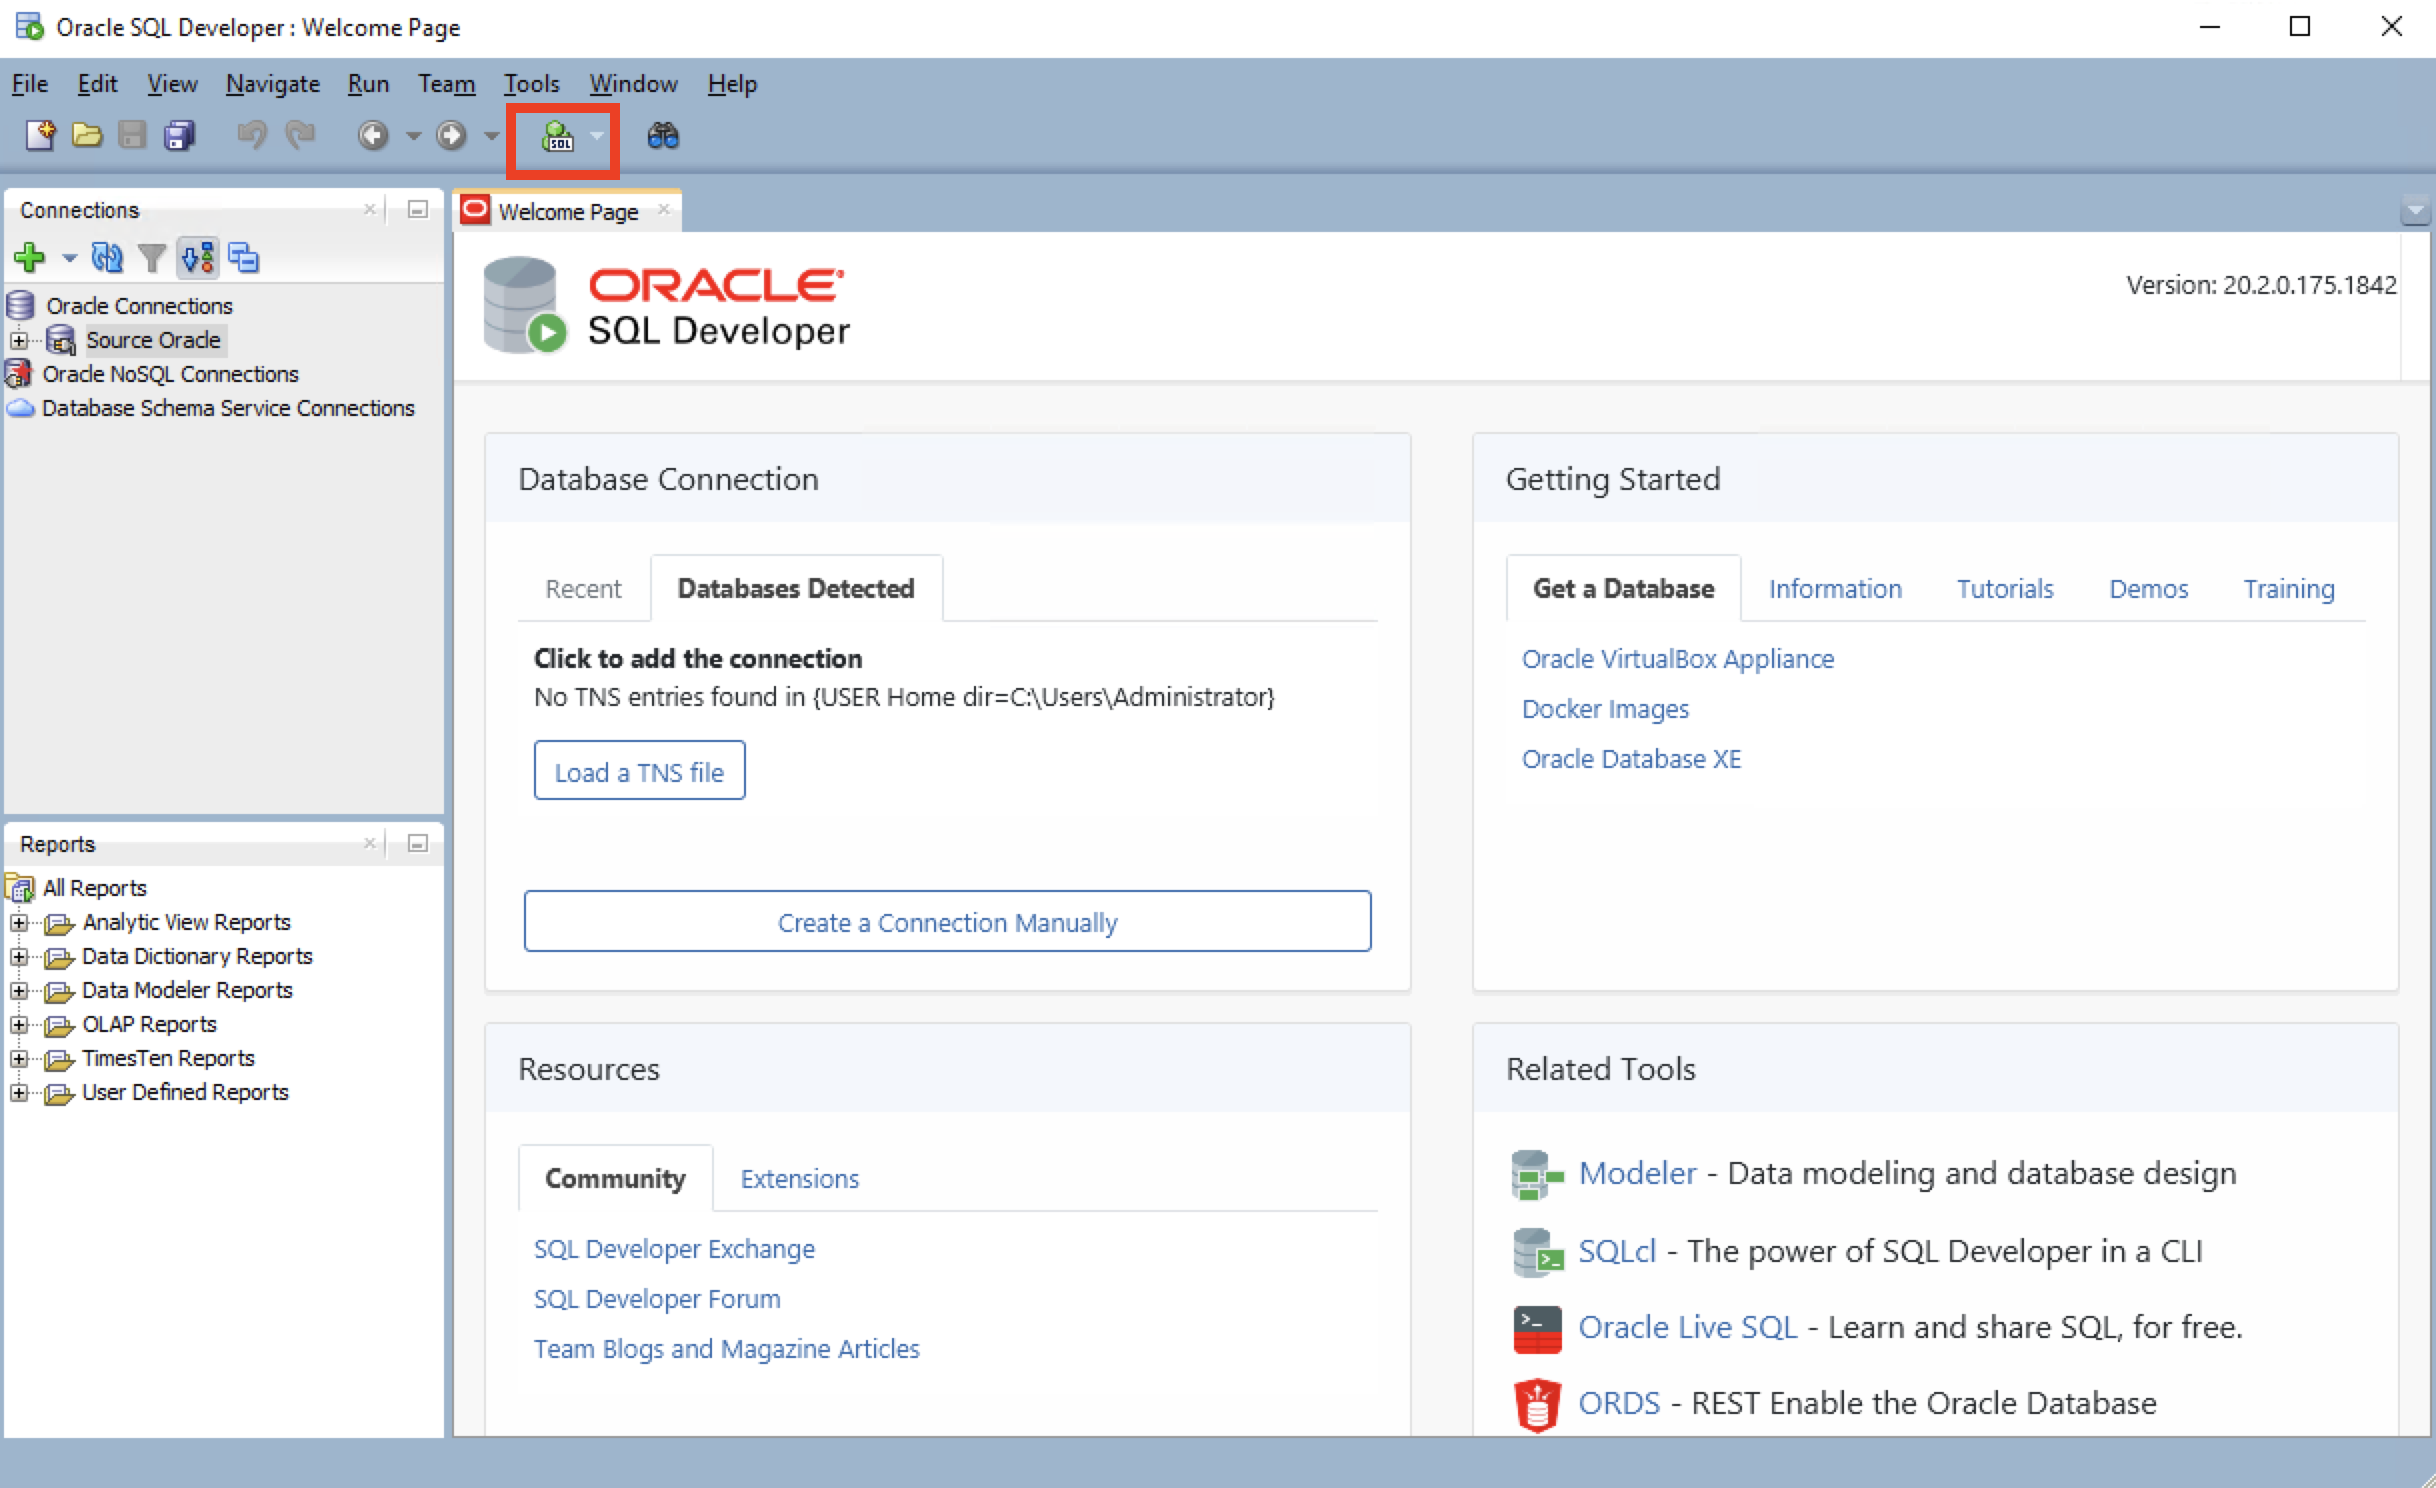 Oracle SQL Developer : Welcome Page
File Edit View Navigate Run Team Tools Window Help
SQL
Connections
Oracle Connections
Source Oracle
Oracle NoSQL Connections
Database Schema Service Connections
Reports
All Reports
Analytic View Reports
Data Dictionary Reports
Data Modeler Reports
OLAP Reports
TimesTen Reports
User Defined Reports
Welcome Page
ORACLE
SQL Developer
Version: 20.2.0.175.1842
Database Connection
Recent Databases Detected
Click to add the connection
No TNS entries found in {USER Home dir=C:\Users\Administrator}
Load a TNS file
Create a Connection Manually
Getting Started
Get a Database Information Tutorials Demos Training
Oracle VirtualBox Appliance
Docker Images
Oracle Database XE
Resources
Community Extensions
SQL Developer Exchange
SQL Developer Forum
Team Blogs and Magazine Articles
Related Tools
Modeler - Data modeling and database design
SQLcl - The power of SQL Developer in a CLI
Oracle Live SQL - Learn and share SQL, for free.
ORDS - REST Enable the Oracle Database